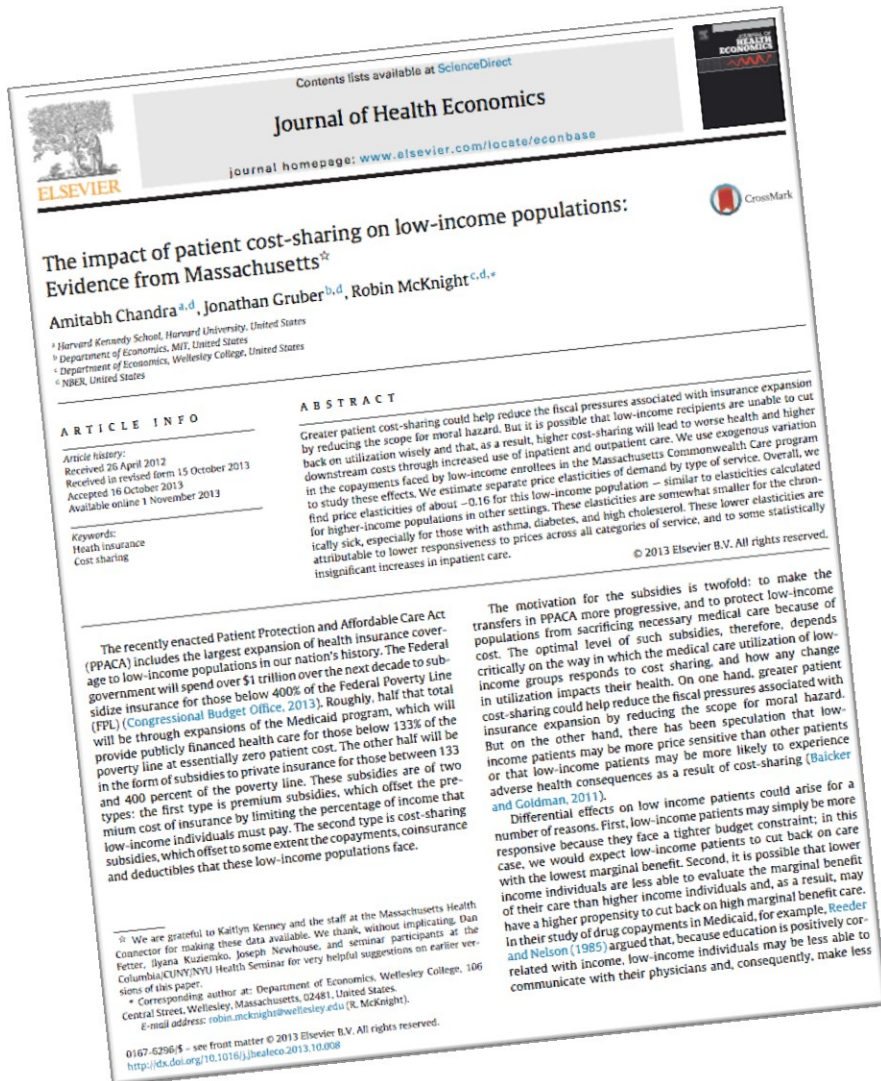 Contents lists available at ScienceDirect
Journal of Health Economics
journal homepage: www.elsevier.com/locate/econbase
ELSEVIER
JOURNAL OF
HEALTH
ECONOMICS
CrossMark
The impact of patient cost-sharing on low-income populations:
Evidence from Massachusetts☆
Amitabh Chandra a,d, Jonathan Gruber b,d, Robin McKnight c,d,*
a Harvard Kennedy School, Harvard University, United States
b Department of Economics, MIT, United States
c Department of Economics, Wellesley College, United States
d NBER, United States
ARTICLE INFO
Article history:
Received 26 April 2012
Received in revised form 15 October 2013
Accepted 16 October 2013
Available online 1 November 2013
Keywords:
Heath insurance
Cost sharing
ABSTRACT
Greater patient cost-sharing could help reduce the fiscal pressures associated with insurance expansion
by reducing the scope for moral hazard. But it is possible that low-income recipients are unable to cut
back on utilization wisely and that, as a result, higher cost-sharing will lead to worse health and higher
downstream costs through increased use of inpatient and outpatient care. We use exogenous variation
in the copayments faced by low-income enrollees in the Massachusetts Commonwealth Care program
to study these effects. We estimate separate price elasticities of demand by type of service. Overall, we
find price elasticities of about −0.16 for this low-income population – similar to elasticities calculated
for higher-income populations in other settings. These elasticities are somewhat smaller for the chron-
ically sick, especially for those with asthma, diabetes, and high cholesterol. These lower elasticities are
attributable to lower responsiveness to prices across all categories of service, and to some statistically
insignificant increases in inpatient care.
© 2013 Elsevier B.V. All rights reserved.
The recently enacted Patient Protection and Affordable Care Act
(PPACA) includes the largest expansion of health insurance cover-
age to low-income populations in our nation's history. The Federal
government will spend over $1 trillion over the next decade to sub-
sidize insurance for those below 400% of the Federal Poverty Line
(FPL) (Congressional Budget Office, 2013). Roughly, half that total
will be through expansions of the Medicaid program, which will
provide publicly financed health care for those below 133% of the
poverty line at essentially zero patient cost. The other half will be
in the form of subsidies to private insurance for those between 133
and 400 percent of the poverty line. These subsidies are of two
types: the first type is premium subsidies, which offset the pre-
mium cost of insurance by limiting the percentage of income that
low-income individuals must pay. The second type is cost-sharing
subsidies, which offset to some extent the copayments, coinsurance
and deductibles that these low-income populations face.
☆ We are grateful to Kaitlyn Kenney and the staff at the Massachusetts Health
Connector for making these data available. We thank, without implicating, Dan
Fetter, Ilyana Kuziemko, Joseph Newhouse, and seminar participants at the
Columbia/CUNY/NYU Health Seminar for very helpful suggestions on earlier ver-
sions of this paper.
* Corresponding author at: Department of Economics, Wellesley College, 106
Central Street, Wellesley, Massachusetts, 02481, United States.
E-mail address: robin.mcknight@wellesley.edu (R. McKnight).
0167-6296/$ – see front matter © 2013 Elsevier B.V. All rights reserved.
http://dx.doi.org/10.1016/j.jhealeco.2013.10.008
The motivation for the subsidies is twofold: to make the
transfers in PPACA more progressive, and to protect low-income
populations from sacrificing necessary medical care because of
cost. The optimal level of such subsidies, therefore, depends
critically on the way in which the medical care utilization of low-
income groups responds to cost sharing, and how any change
in utilization impacts their health. On one hand, greater patient
cost-sharing could help reduce the fiscal pressures associated with
insurance expansion by reducing the scope for moral hazard.
But on the other hand, there has been speculation that low-
income patients may be more price sensitive than other patients
or that low-income patients may be more likely to experience
adverse health consequences as a result of cost-sharing (Baicker
and Goldman, 2011).
Differential effects on low income patients could arise for a
number of reasons. First, low-income patients may simply be more
responsive because they face a tighter budget constraint; in this
case, we would expect low-income patients to cut back on care
with the lowest marginal benefit. Second, it is possible that lower
income individuals are less able to evaluate the marginal benefit
of their care than higher income individuals and, as a result, may
have a higher propensity to cut back on high marginal benefit care.
In their study of drug copayments in Medicaid, for example, Reeder
and Nelson (1985) argued that, because education is positively cor-
related with income, low-income individuals may be less able to
communicate with their physicians and, consequently, make less